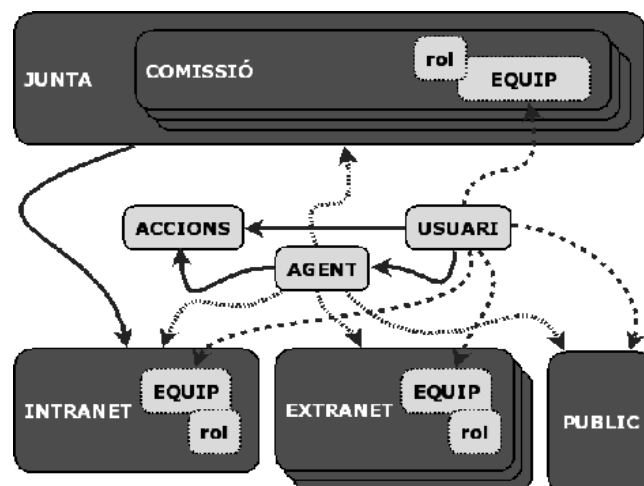 JUNTA
COMISSIÓ
rol
EQUIP
ACCIONS
USUARI
AGENT
INTRANET
EQUIP
rol
EXTRANET
EQUIP
rol
PUBLIC